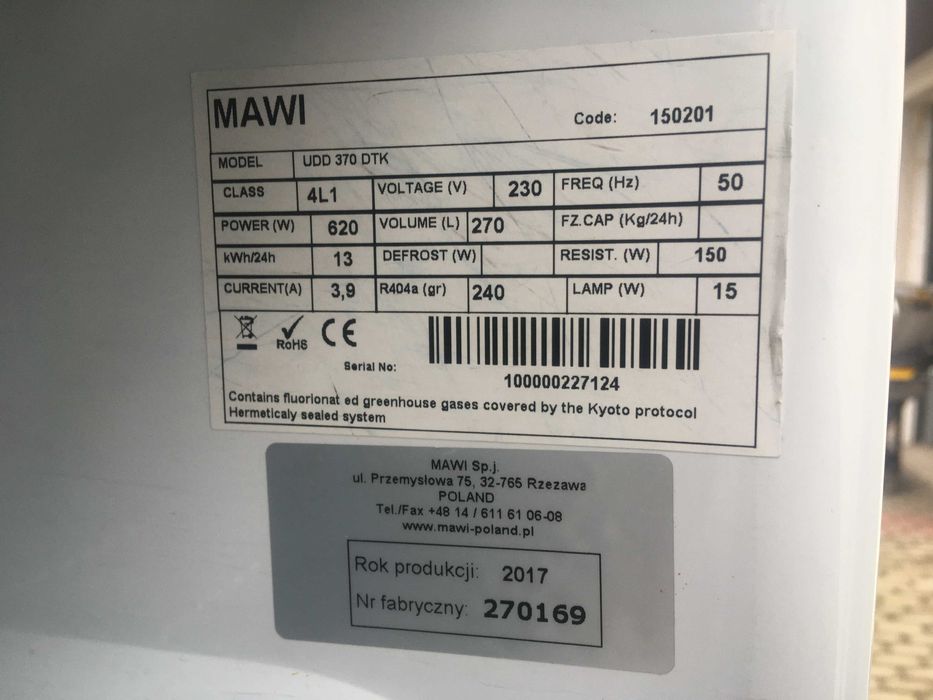 MAWI
Code: 150201
MODEL UDD 370 DTK
CLASS 4L1 VOLTAGE (V) 230 FREQ (Hz) 50
POWER (W) 620 VOLUME (L) 270 FZ.CAP (Kg/24h)
kWh/24h 13 DEFROST (W) RESIST. (W) 150
CURRENT(A) 3,9 R404a (gr) 240 LAMP (W) 15
RoHS CE
Serial No:
100000227124
Contains fluorionat ed greenhouse gases covered by the Kyoto protocol
Hermeticaly sealed system
MAWI Sp.j.
ul. Przemysłowa 75, 32-765 Rzezawa
POLAND
Tel./Fax +48 14 / 611 61 06-08
www.mawi-poland.pl
Rok produkcji: 2017
Nr fabryczny: 270169